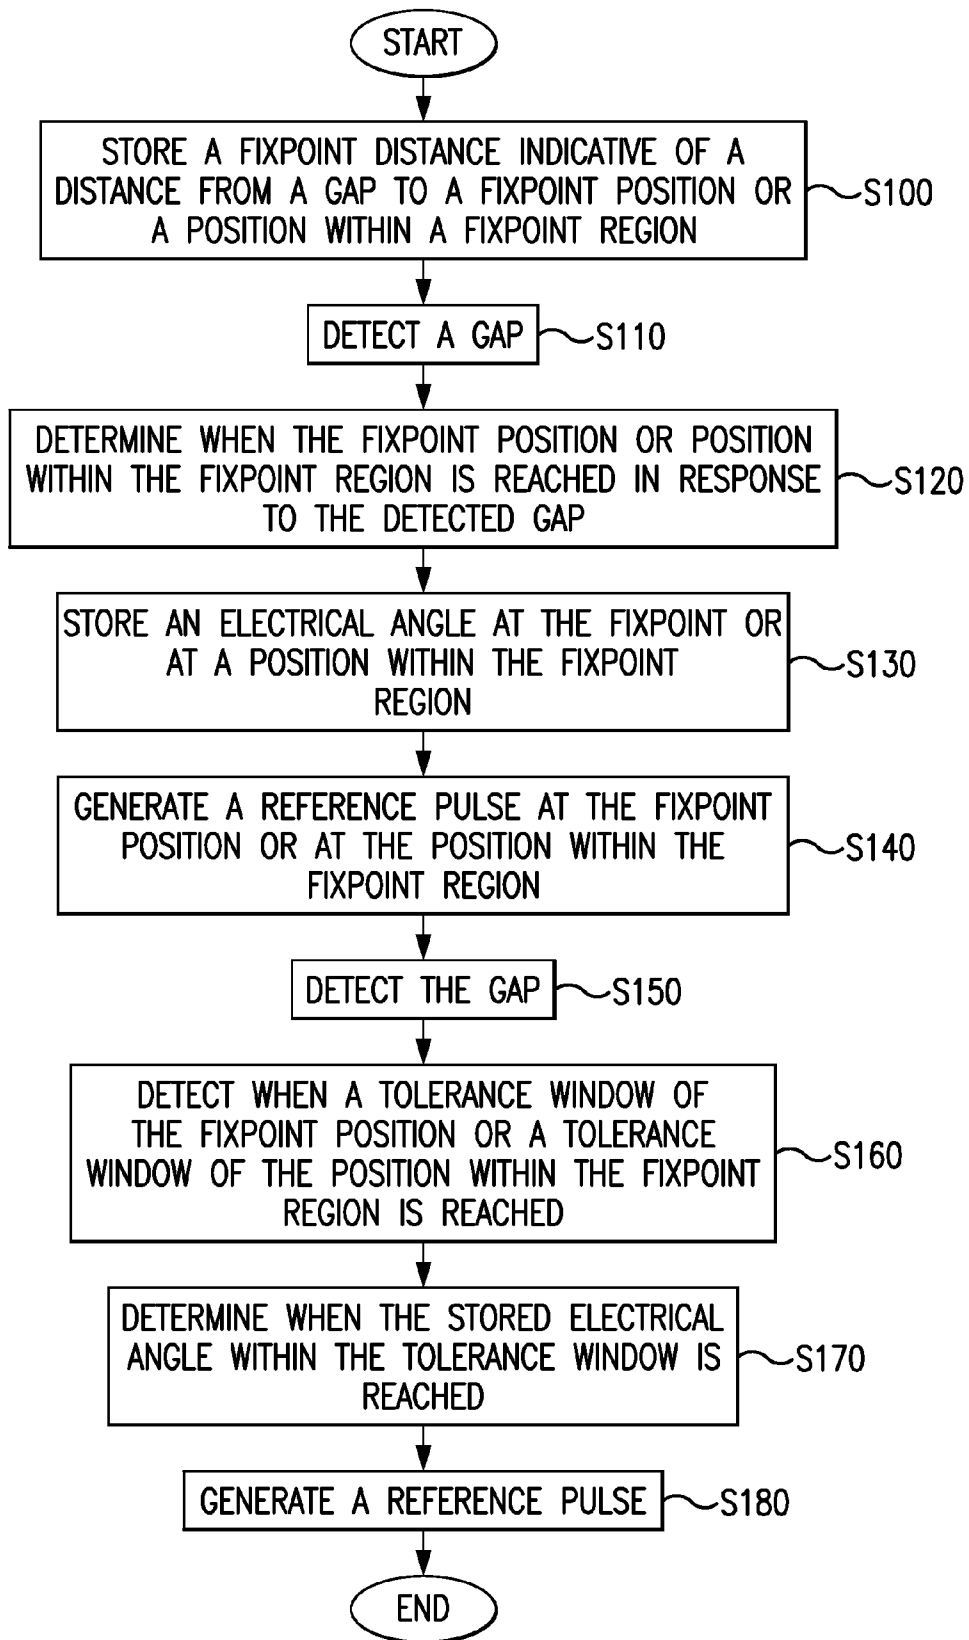 START
STORE A FIXPOINT DISTANCE INDICATIVE OF A
DISTANCE FROM A GAP TO A FIXPOINT POSITION OR
A POSITION WITHIN A FIXPOINT REGION
S100
DETECT A GAP
S110
DETERMINE WHEN THE FIXPOINT POSITION OR POSITION
WITHIN THE FIXPOINT REGION IS REACHED IN RESPONSE
TO THE DETECTED GAP
S120
STORE AN ELECTRICAL ANGLE AT THE FIXPOINT OR
AT A POSITION WITHIN THE FIXPOINT
REGION
S130
GENERATE A REFERENCE PULSE AT THE FIXPOINT
POSITION OR AT THE POSITION WITHIN THE
FIXPOINT REGION
S140
DETECT THE GAP
S150
DETECT WHEN A TOLERANCE WINDOW OF
THE FIXPOINT POSITION OR A TOLERANCE
WINDOW OF THE POSITION WITHIN THE FIXPOINT
REGION IS REACHED
S160
DETERMINE WHEN THE STORED ELECTRICAL
ANGLE WITHIN THE TOLERANCE WINDOW IS
REACHED
S170
GENERATE A REFERENCE PULSE
S180
END